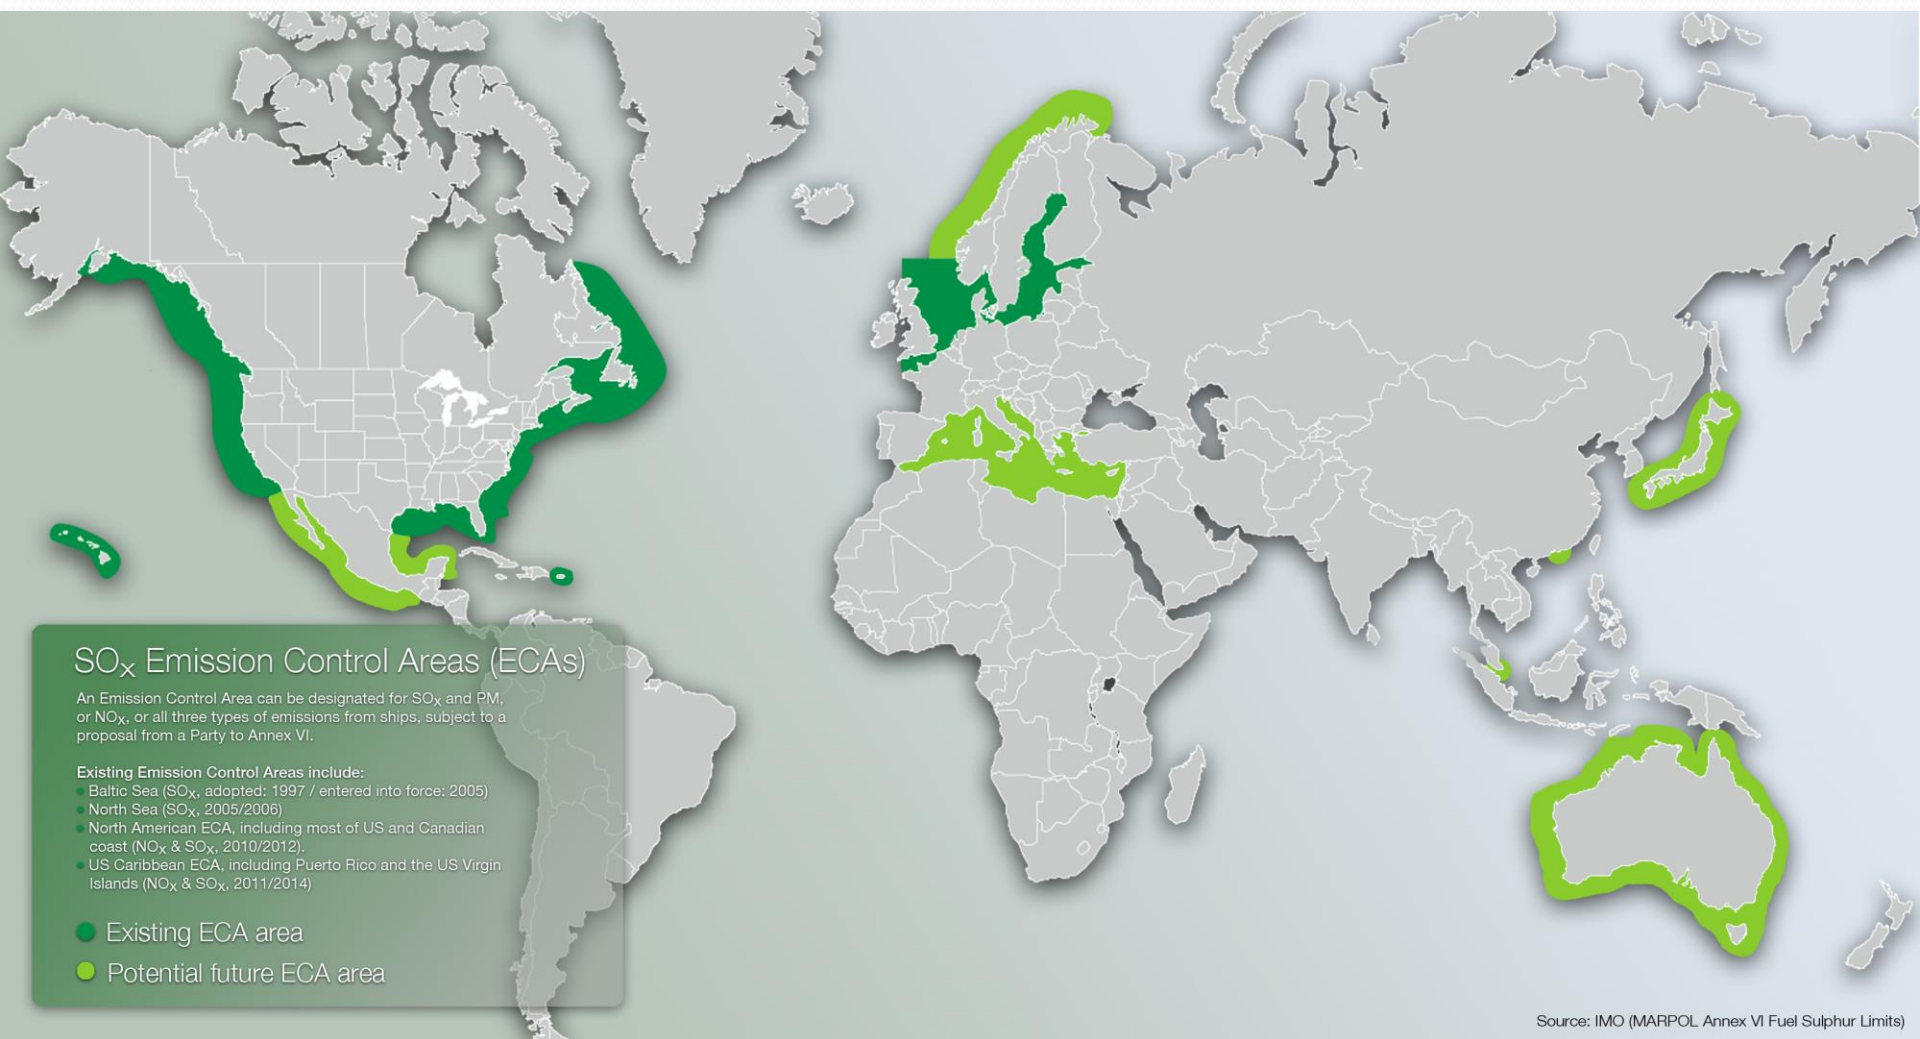 SOx Emission Control Areas (ECAs)
An Emission Control Area can be designated for SOx and PM,
or NOx, or all three types of emissions from ships, subject to a
proposal from a Party to Annex VI.
Existing Emission Control Areas include:
• Baltic Sea (SOx, adopted: 1997 / entered into force: 2005)
• North Sea (SOx, 2005/2006)
• North American ECA, including most of US and Canadian
coast (NOx & SOx, 2010/2012).
• US Caribbean ECA, including Puerto Rico and the US Virgin
Islands (NOx & SOx, 2011/2014)
Existing ECA area
Potential future ECA area
Source: IMO (MARPOL Annex VI Fuel Sulphur Limits)